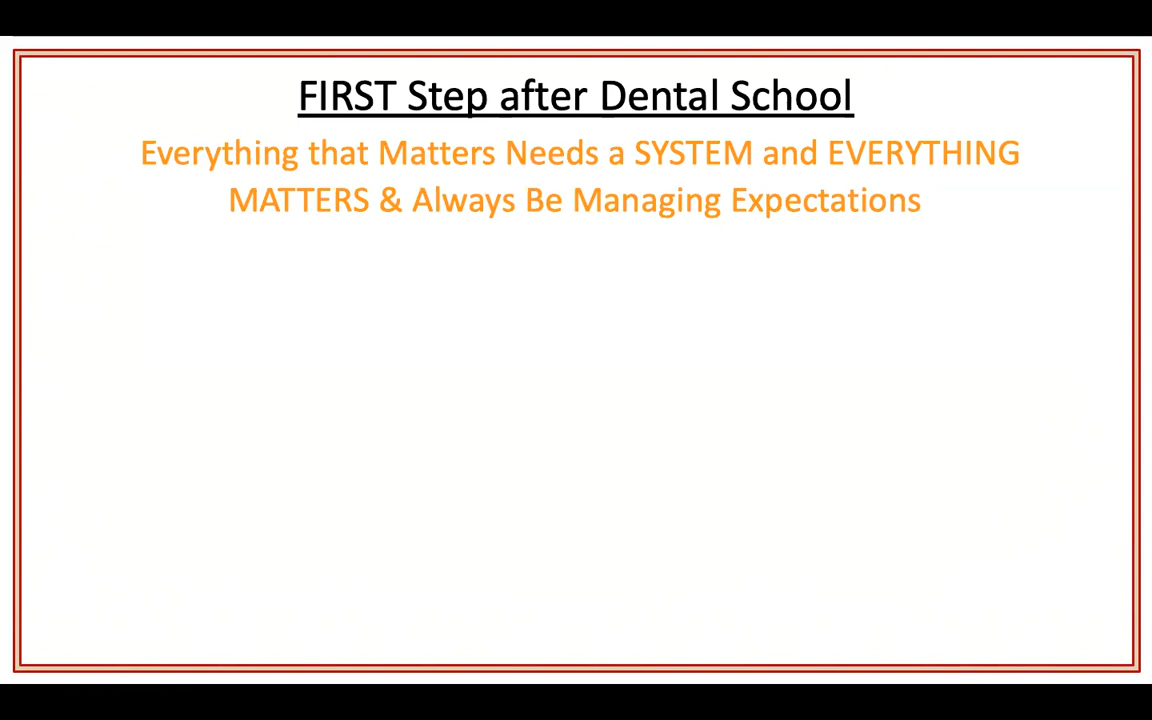 FIRST Step after Dental School
Everything that Matters Needs a SYSTEM and EVERYTHING
MATTERS & Always Be Managing Expectations